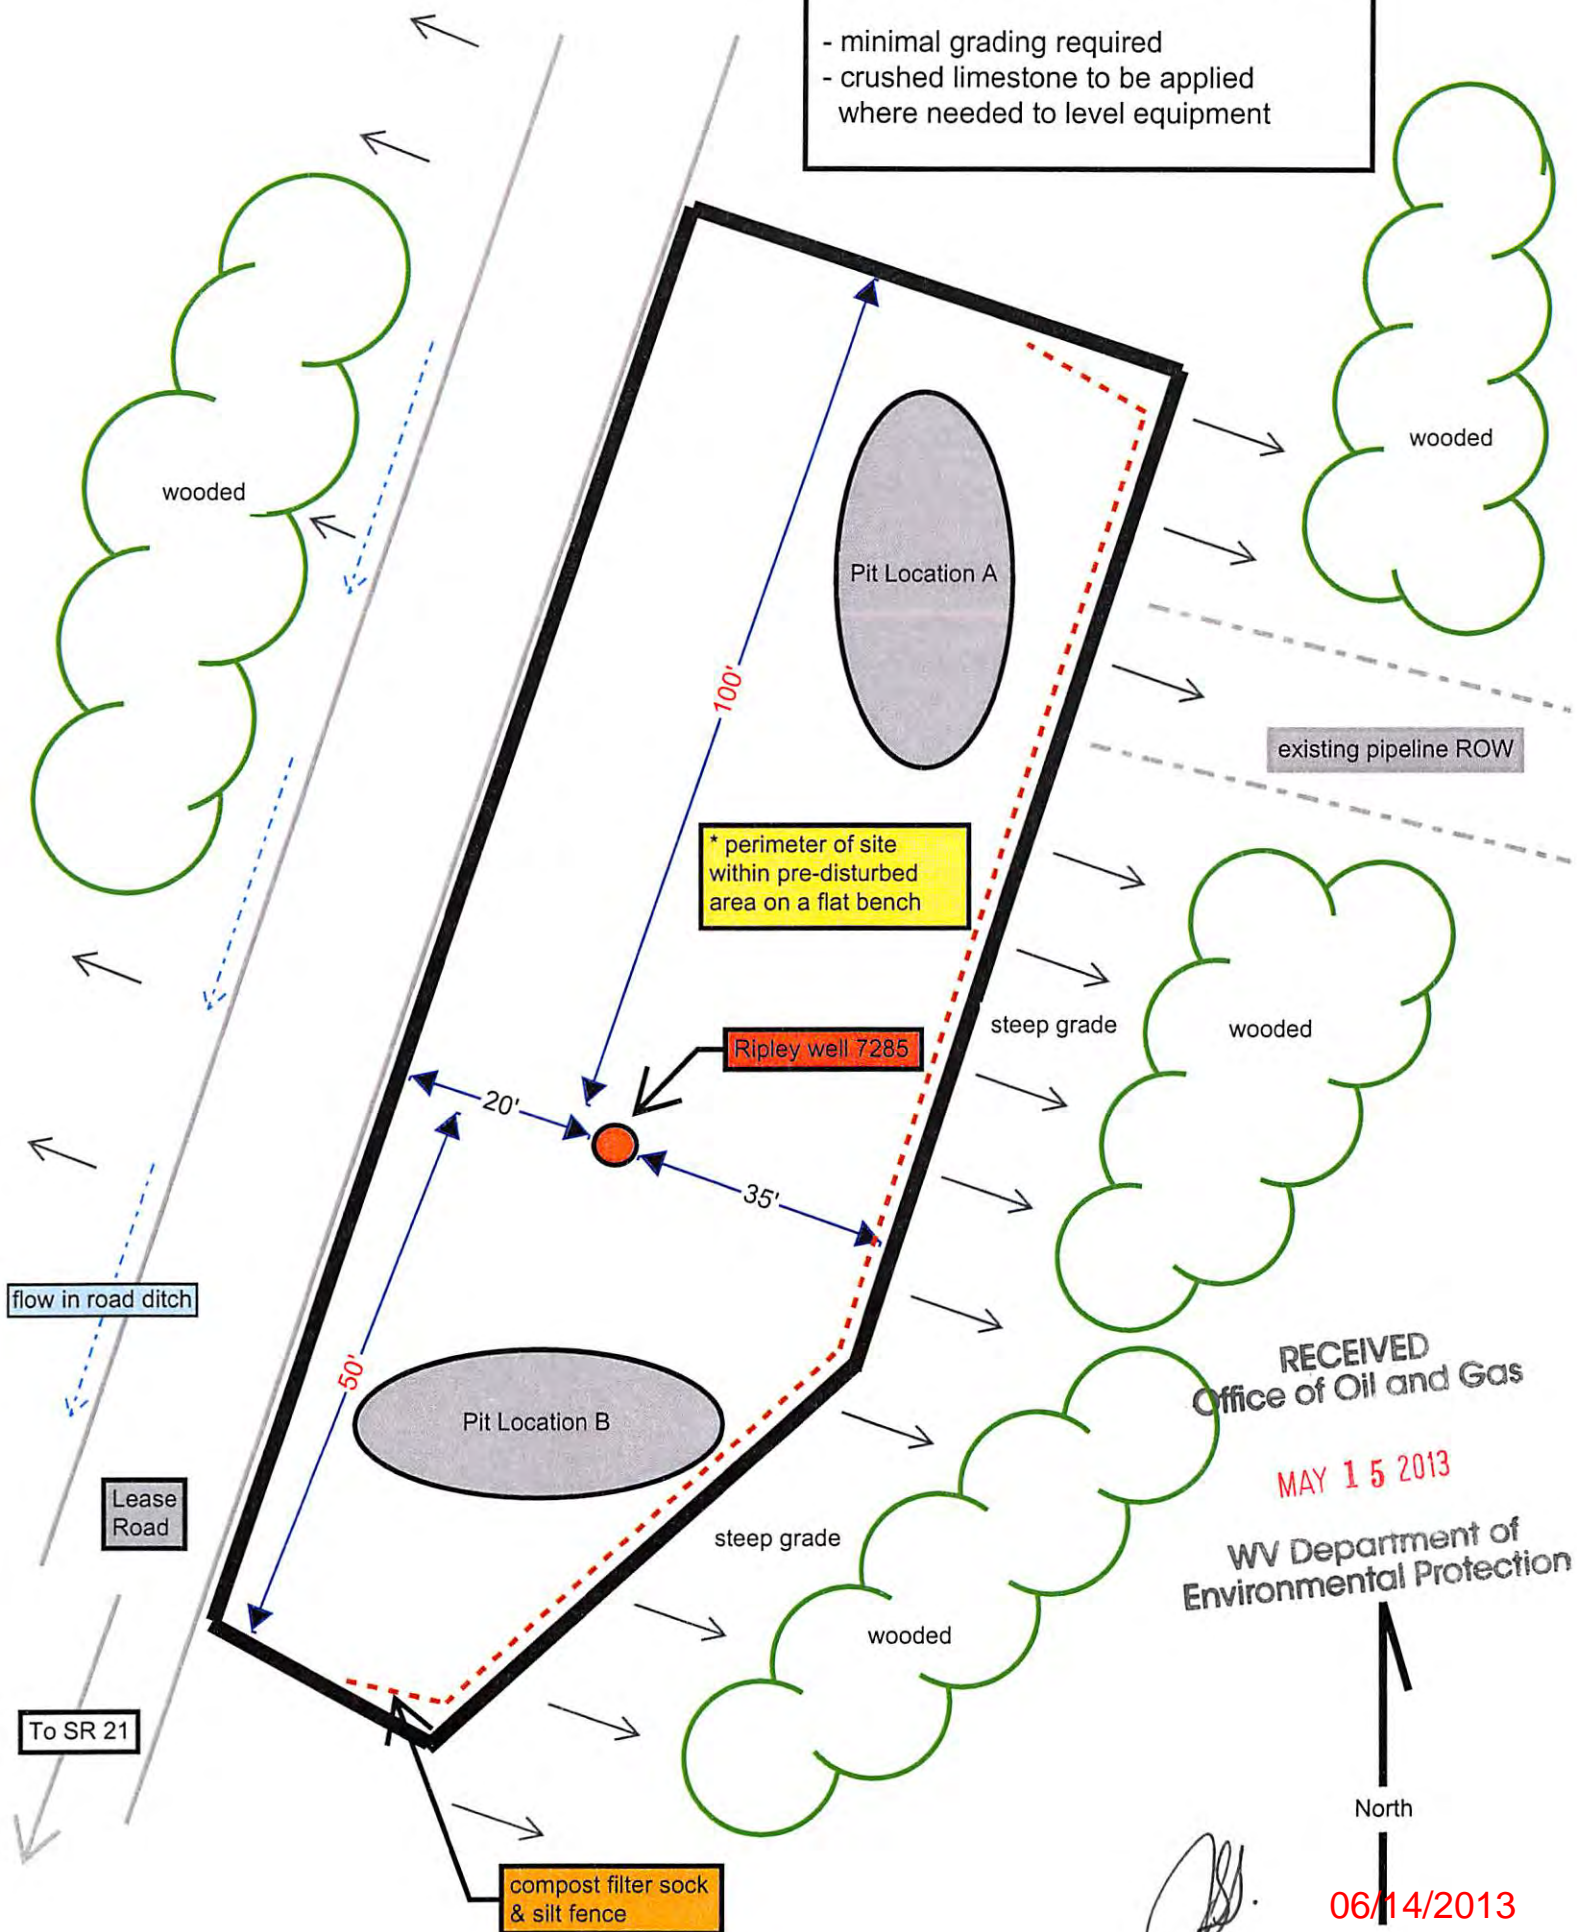 - minimal grading required
- crushed limestone to be applied
where needed to level equipment
wooded
wooded
Pit Location A
100'
existing pipeline ROW
* perimeter of site
within pre-disturbed
area on a flat bench
steep grade
wooded
Ripley well 7285
20'
35'
flow in road ditch
50'
Pit Location B
RECEIVED
Office of Oil and Gas
MAY 15 2013
WV Department of
Environmental Protection
Lease
Road
steep grade
wooded
To SR 21
North
compost filter sock
& silt fence
06/14/2013